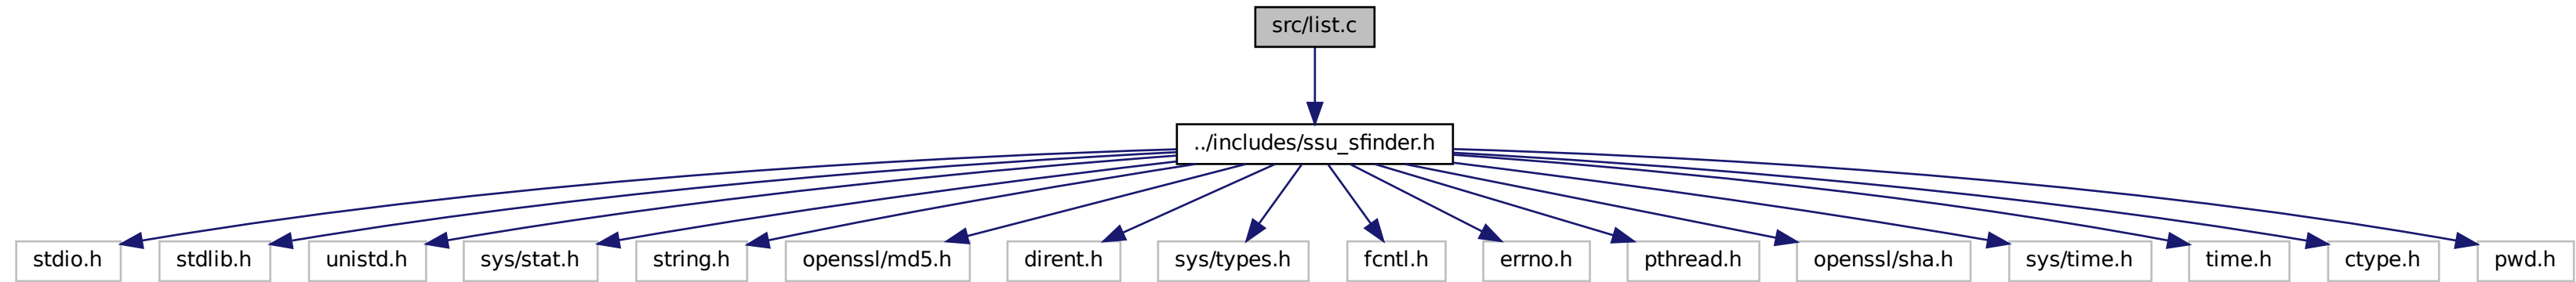 src/list.c
../includes/ssu_sfinder.h
stdio.h
stdlib.h
unistd.h
sys/stat.h
string.h
openssl/md5.h
dirent.h
sys/types.h
fcntl.h
errno.h
pthread.h
openssl/sha.h
sys/time.h
time.h
ctype.h
pwd.h